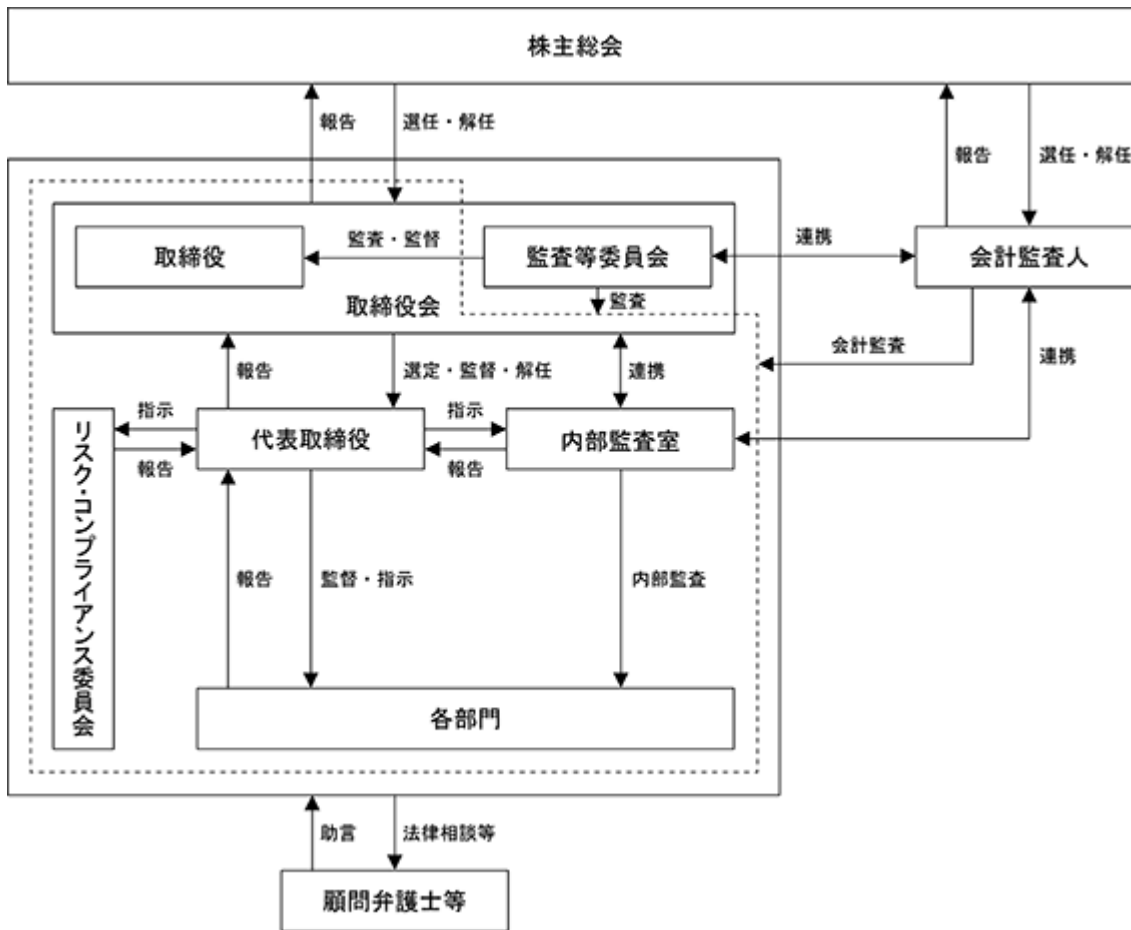 株主総会
報告
選任・解任
報告
選任・解任
取締役
監査・監督
監査等委員会
連携
会計監査人
取締役会
監査
報告
選定・監督・解任
連携
会計監査
連携
リスク・コンプライアンス委員会
指示
報告
代表取締役
指示
報告
内部監査室
報告
監督・指示
内部監査
各部門
助言
法律相談等
顧問弁護士等